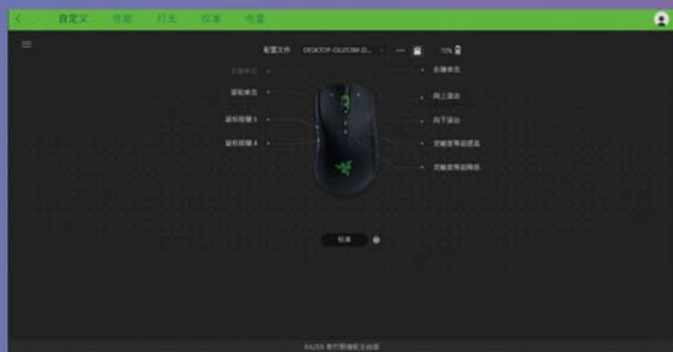 自定义 性能 灯光 校准 电量
配置文件 DESKTOP-OLU53M-D... 70%
左键单击 右键单击
滚轮单击 向上滚动
鼠标按键 5 向下滚动
鼠标按键 4 灵敏度等级提高
灵敏度等级降低
标准
RAZER